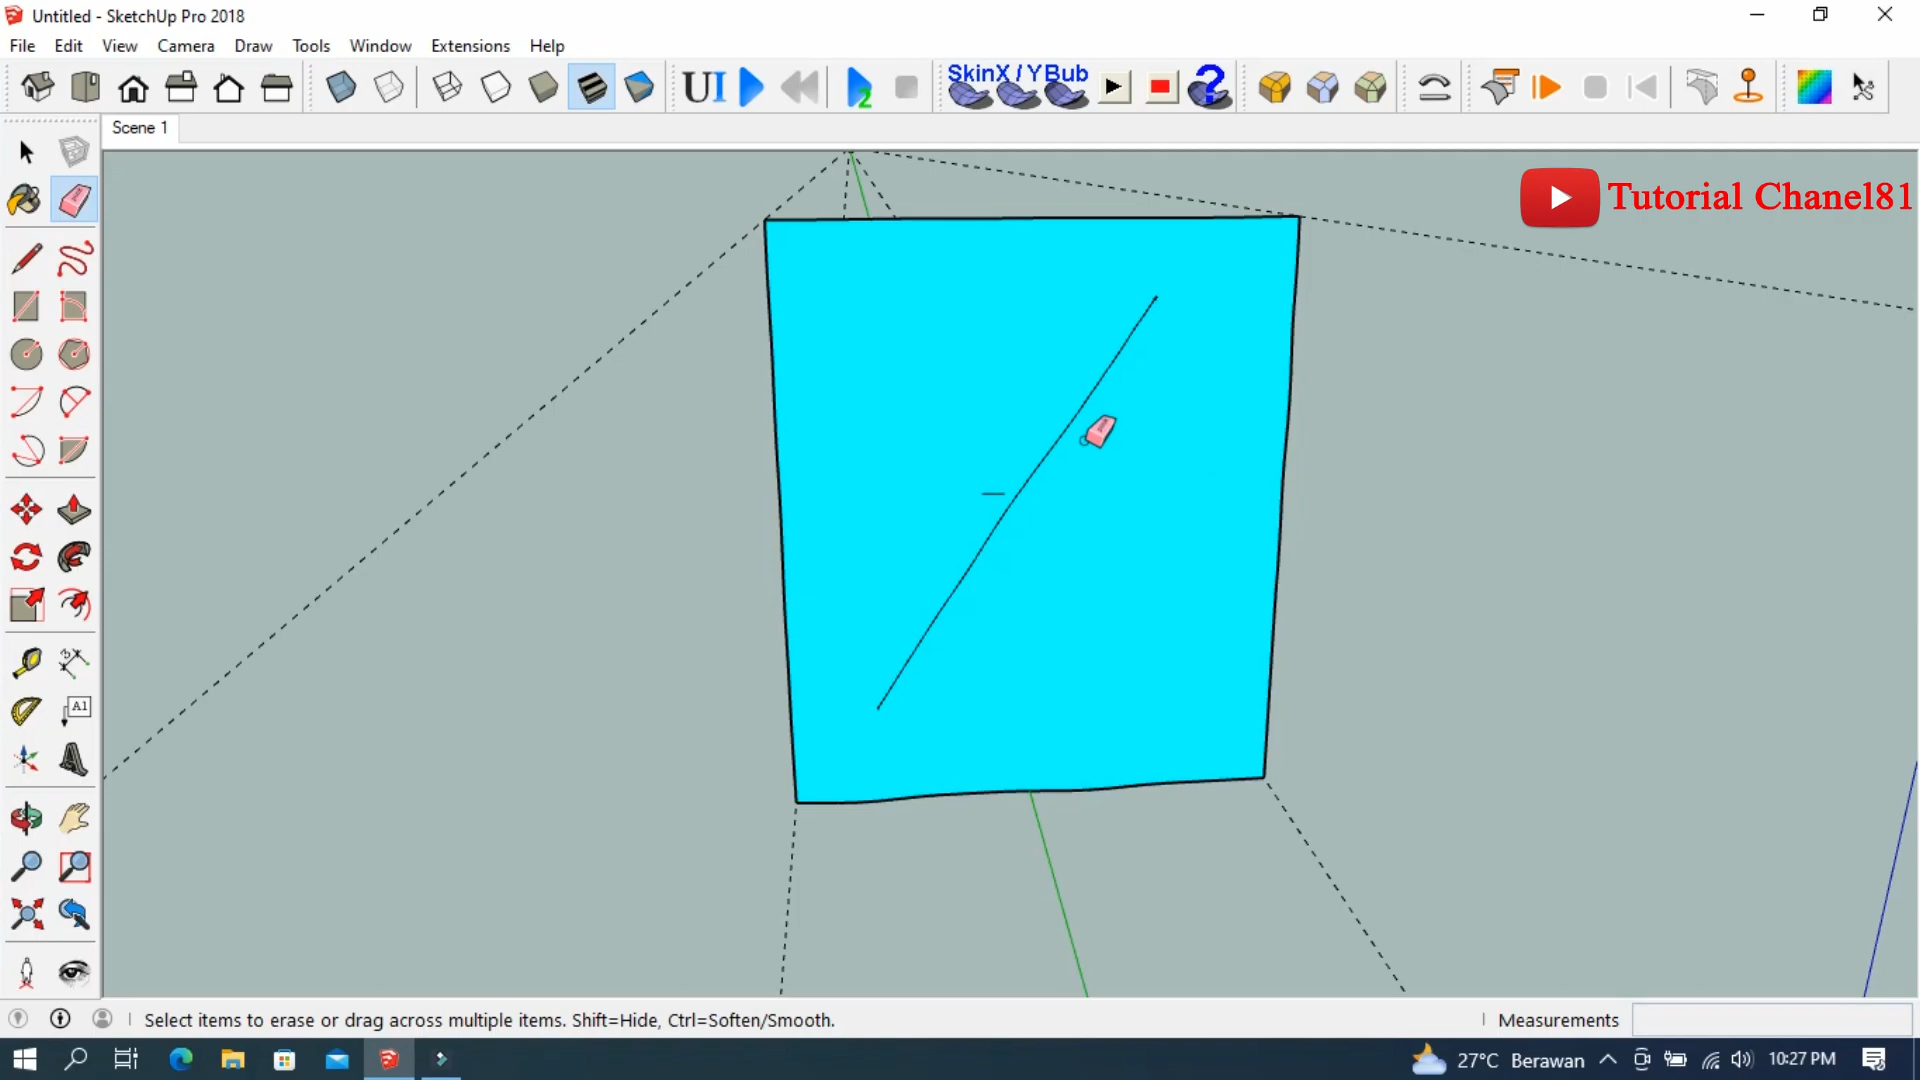 Untitled - SketchUp Pro 2018
File Edit View Camera Draw Tools Window Extensions Help
UI 2 SkinX/YBub ?
Scene 1
Tutorial Chanel81
A1
Select items to erase or drag across multiple items. Shift=Hide, Ctrl=Soften/Smooth.
Measurements
27°C Berawan 10:27 PM